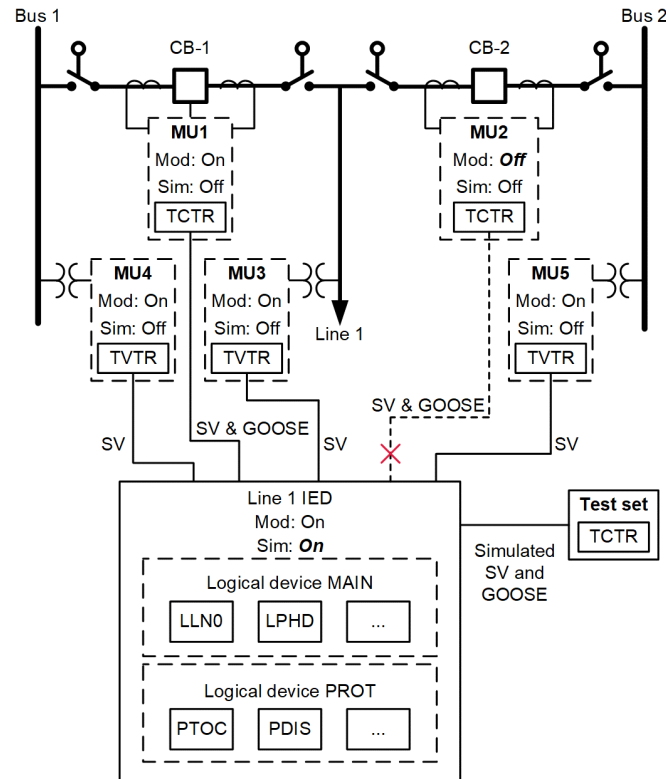 Bus 1
Bus 2
CB-1
CB-2
MU1
Mod: On
Sim: Off
TCTR
MU2
Mod: Off
Sim: Off
TCTR
MU4
Mod: On
Sim: Off
TVTR
MU3
Mod: On
Sim: Off
TVTR
Line 1
MU5
Mod: On
Sim: Off
TVTR
SV
SV & GOOSE
SV
SV & GOOSE
SV
Line 1 IED
Mod: On
Sim: On
Logical device MAIN
LLN0
LPHD
...
Logical device PROT
PTOC
PDIS
...
Test set
TCTR
Simulated
SV and
GOOSE